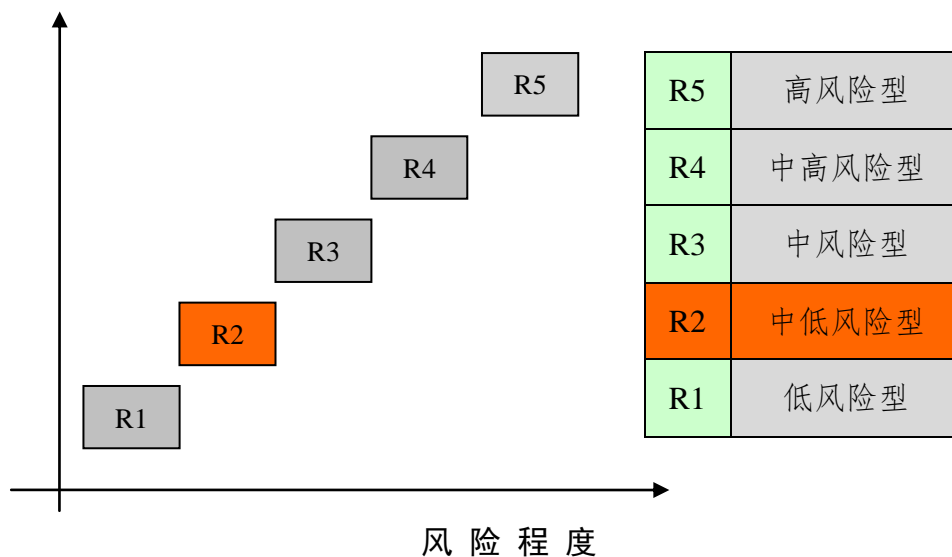 R5
R4
R3
R2
R1
R5 高风险型
R4 中高风险型
R3 中风险型
R2 中低风险型
R1 低风险型
风险程度